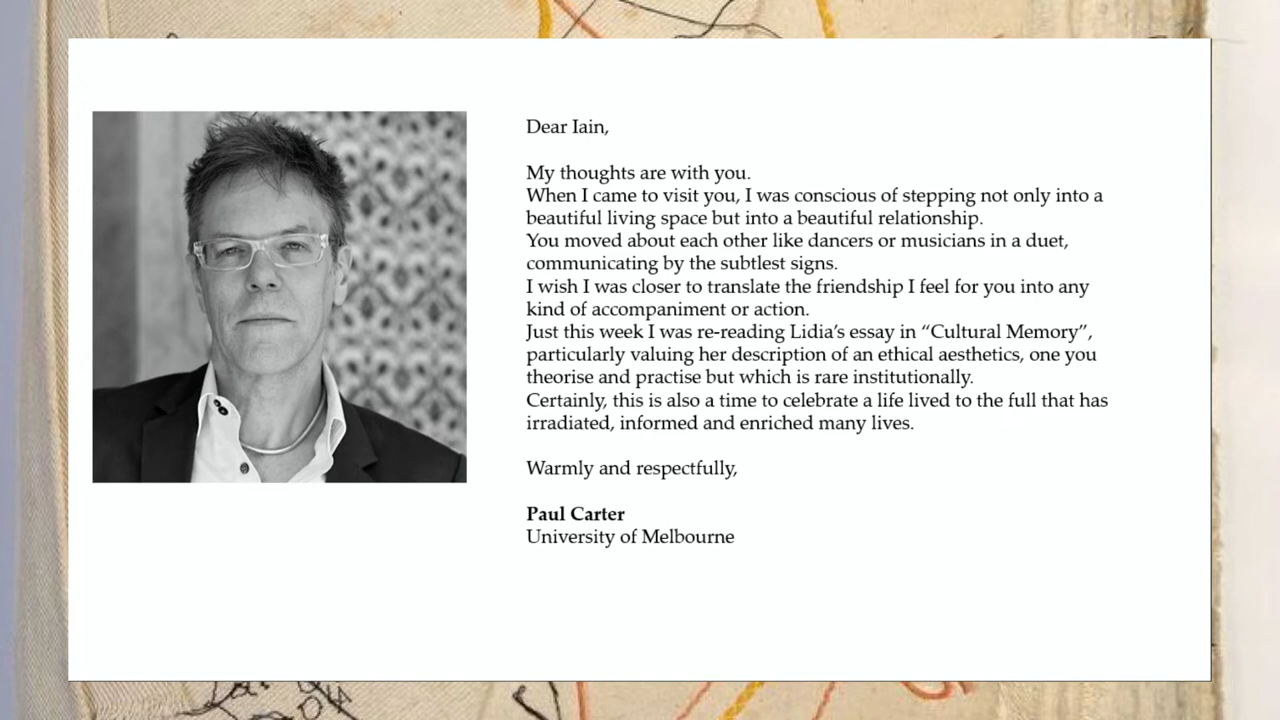 Dear Iain,
My thoughts are with you.
When I came to visit you, I was conscious of stepping not only into a
beautiful living space but into a beautiful relationship.
You moved about each other like dancers or musicians in a duet,
communicating by the subtlest signs.
I wish I was closer to translate the friendship I feel for you into any
kind of accompaniment or action.
Just this week I was re-reading Lidia’s essay in “Cultural Memory”,
particularly valuing her description of an ethical aesthetics, one you
theorise and practise but which is rare institutionally.
Certainly, this is also a time to celebrate a life lived to the full that has
irradiated, informed and enriched many lives.
Warmly and respectfully,
Paul Carter
University of Melbourne